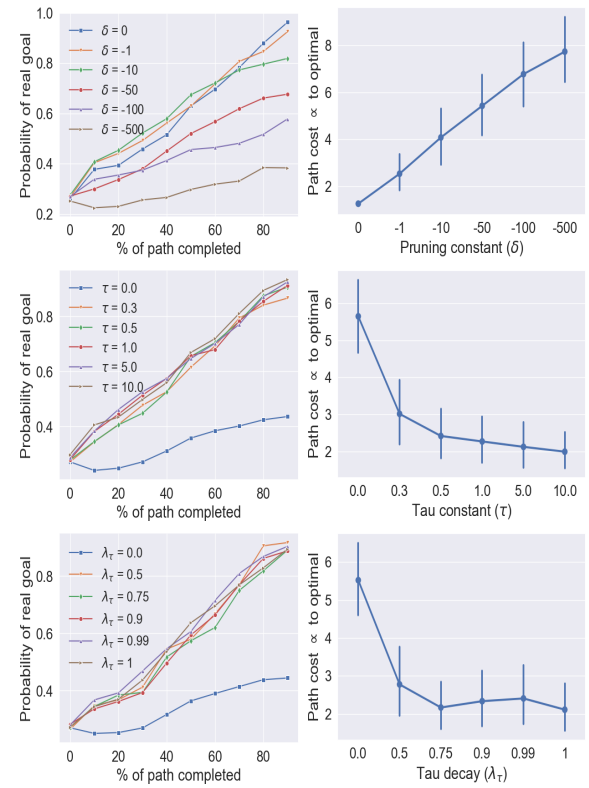 Probability of real goal
1.0
0.8
0.6
0.4
0.2
δ = 0
δ = -1
δ = -10
δ = -50
δ = -100
δ = -500
0 20 40 60 80
% of path completed
Path cost ∝ to optimal
8
6
4
2
0 -1 -10 -50 -100 -500
Pruning constant (δ)
Probability of real goal
0.8
0.6
0.4
τ = 0.0
τ = 0.3
τ = 0.5
τ = 1.0
τ = 5.0
τ = 10.0
0 20 40 60 80
% of path completed
Path cost ∝ to optimal
6
5
4
3
2
0.0 0.3 0.5 1.0 5.0 10.0
Tau constant (τ)
Probability of real goal
0.8
0.6
0.4
λτ = 0.0
λτ = 0.5
λτ = 0.75
λτ = 0.9
λτ = 0.99
λτ = 1
0 20 40 60 80
% of path completed
Path cost ∝ to optimal
6
5
4
3
2
0.0 0.5 0.75 0.9 0.99 1
Tau decay (λτ)